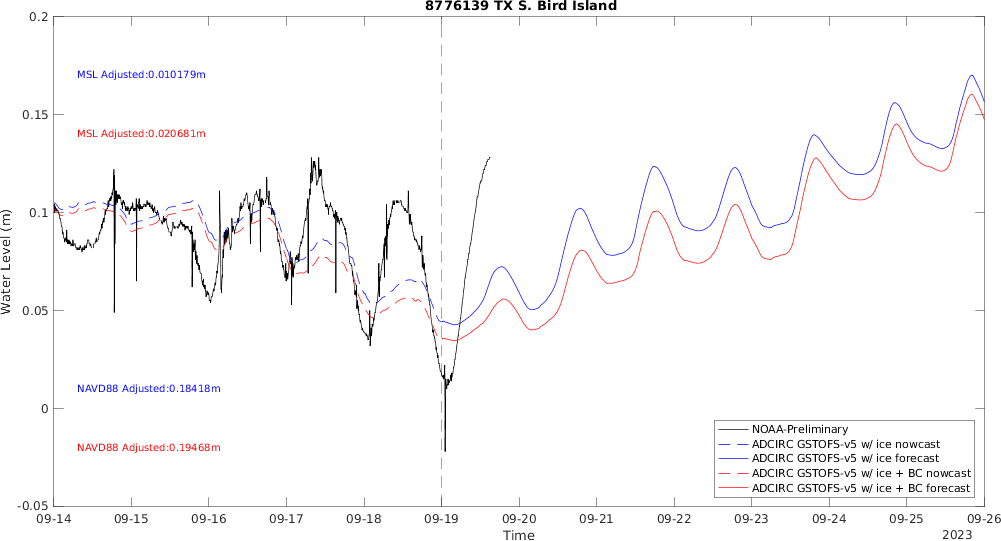 8776139 TX S. Bird Island
0.2
0.15
0.1
0.05
0
-0.05
Water Level (m)
MSL Adjusted:0.010179m
MSL Adjusted:0.020681m
NAVD88 Adjusted:0.18418m
NAVD88 Adjusted:0.19468m
NOAA-Preliminary
ADCIRC GSTOFS-v5 w/ ice nowcast
ADCIRC GSTOFS-v5 w/ ice forecast
ADCIRC GSTOFS-v5 w/ ice + BC nowcast
ADCIRC GSTOFS-v5 w/ ice + BC forecast
09-14 09-15 09-16 09-17 09-18 09-19 09-20 09-21 09-22 09-23 09-24 09-25 09-26
Time
2023